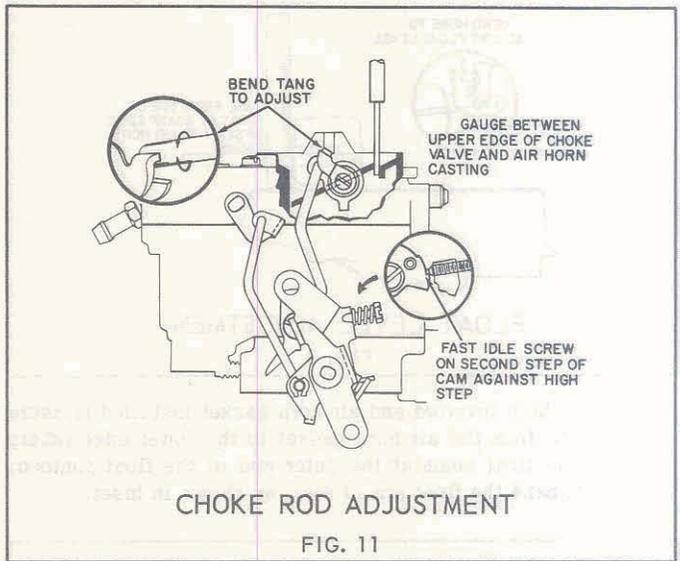 BEND TANG
TO ADJUST
GAUGE BETWEEN
UPPER EDGE OF CHOKE
VALVE AND AIR HORN
CASTING
FAST IDLE SCREW
ON SECOND STEP OF
CAM AGAINST HIGH
STEP
CHOKE ROD ADJUSTMENT
FIG. 11